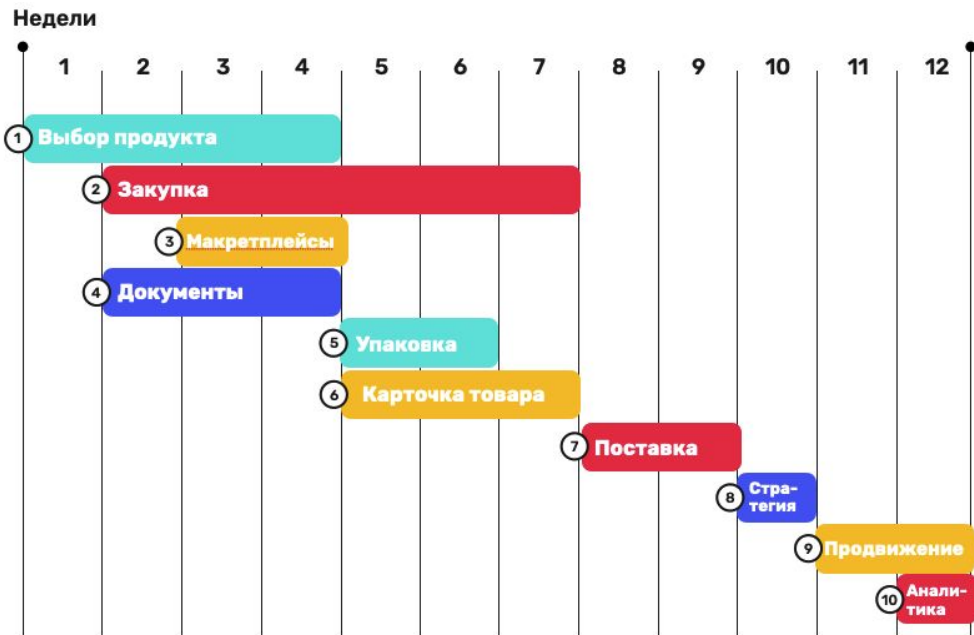 Недели
1 2 3 4 5 6 7 8 9 10 11 12
1 Выбор продукта
2 Закупка
3 Макретплейсы
4 Документы
5 Упаковка
6 Карточка товара
7 Поставка
8 Стра-
тегия
9 Продвижение
10 Анали-
тика